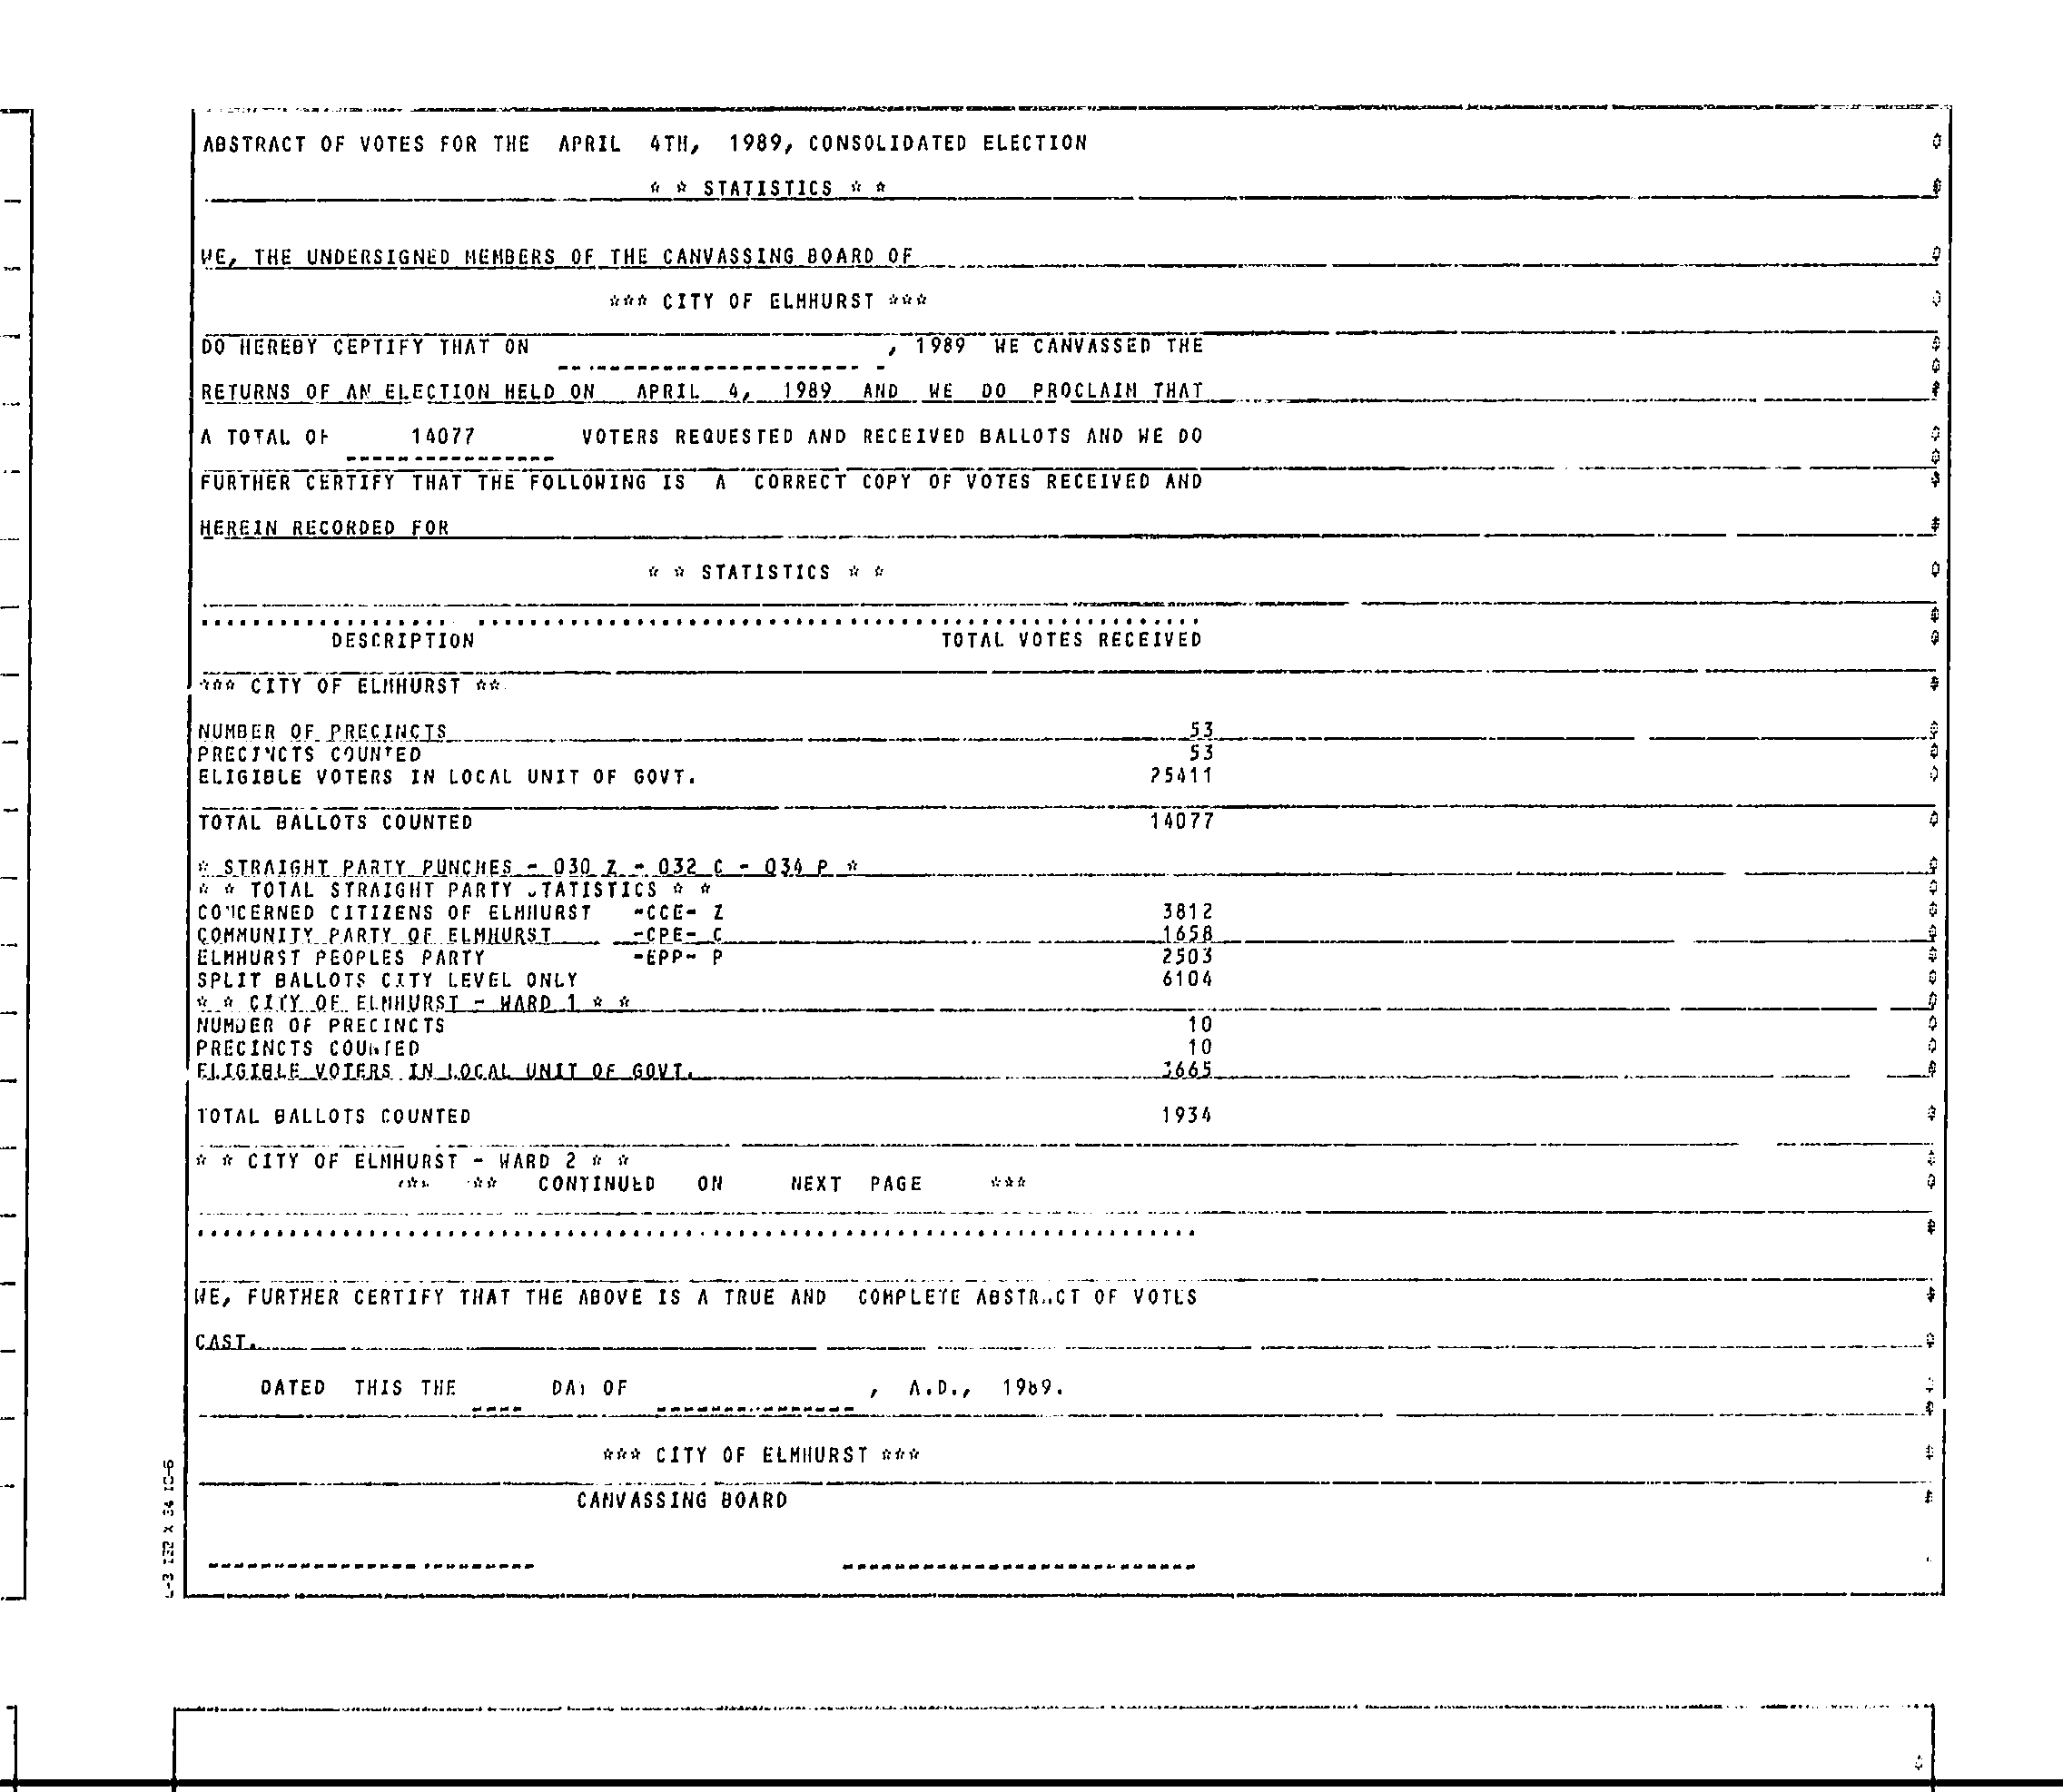 ABSTRACT OF VOTES FOR THE APRIL 4TH, 1989, CONSOLIDATED ELECTION
* * STATISTICS * *
WE, THE UNDERSIGNED MEMBERS OF THE CANVASSING BOARD OF
*** CITY OF ELMHURST ***
DO HEREBY CERTIFY THAT ON , 1989 WE CANVASSED THE
RETURNS OF AN ELECTION HELD ON APRIL 4, 1989 AND WE DO PROCLAIM THAT
A TOTAL OF 14077 VOTERS REQUESTED AND RECEIVED BALLOTS AND WE DO
FURTHER CERTIFY THAT THE FOLLOWING IS A CORRECT COPY OF VOTES RECEIVED AND
HEREIN RECORDED FOR
* * STATISTICS * *
DESCRIPTION TOTAL VOTES RECEIVED
*** CITY OF ELMHURST **
NUMBER OF PRECINCTS 53
PRECINCTS COUNTED 53
ELIGIBLE VOTERS IN LOCAL UNIT OF GOVT. 25411
TOTAL BALLOTS COUNTED 14077
* STRAIGHT PARTY PUNCHES - 030 Z - 032 C - 034 P *
* * TOTAL STRAIGHT PARTY STATISTICS * *
CONCERNED CITIZENS OF ELMHURST -CCE- Z 3812
COMMUNITY PARTY OF ELMHURST -CPE- C 1658
ELMHURST PEOPLES PARTY -EPP- P 2503
SPLIT BALLOTS CITY LEVEL ONLY 6104
* * CITY OF ELMHURST - WARD 1 * *
NUMBER OF PRECINCTS 10
PRECINCTS COUNTED 10
ELIGIBLE VOTERS IN LOCAL UNIT OF GOVT. 3665
TOTAL BALLOTS COUNTED 1934
* * CITY OF ELMHURST - WARD 2 * *
*** *** CONTINUED ON NEXT PAGE ***
WE, FURTHER CERTIFY THAT THE ABOVE IS A TRUE AND COMPLETE ABSTRACT OF VOTES
CAST.
DATED THIS THE DAY OF , A.D., 1989.
*** CITY OF ELMHURST ***
CANVASSING BOARD